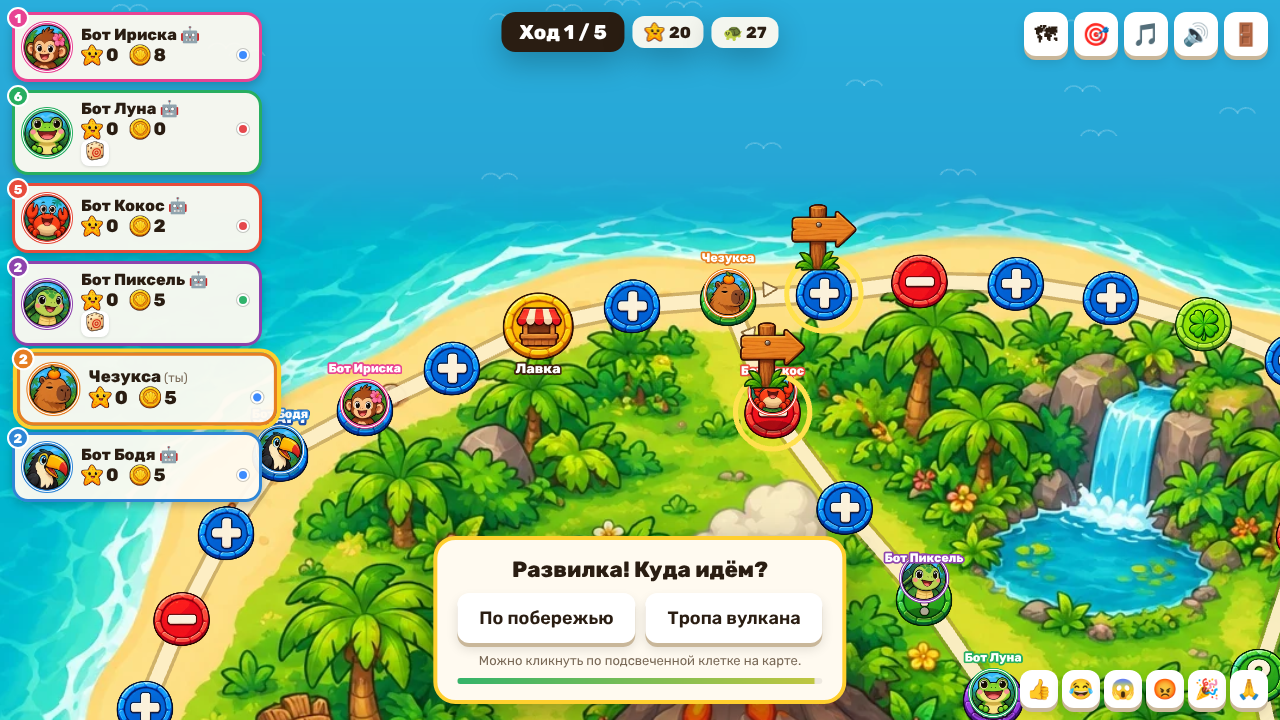 Ход 1 / 5
20
27
1
Бот Ириска
0 8
6
Бот Луна
0 0
5
Бот Кокос
0 2
2
Бот Пиксель
0 5
2
Чезукса (ты)
0 5
2
Бот Бодя
0 5
Чезукса
Бот Ириска
Лавка
Бот Пиксель
Бот Луна
Развилка! Куда идём?
По побережью
Тропа вулкана
Можно кликнуть по подсвеченной клетке на карте.